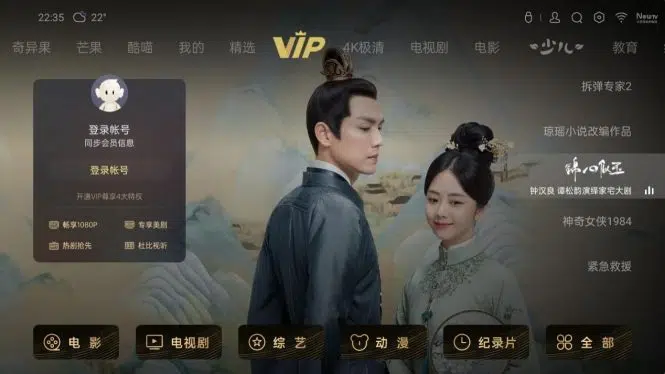 22:35 22°
Newtv
奇异果 芒果 酷喵 我的 精选 VIP 4K极清 电视剧 电影 少儿 教育
登录帐号
同步会员信息
登录帐号
开通VIP尊享4大特权
畅享1080P 专享美剧
热剧抢先 杜比视听
拆弹专家2
琼瑶小说改编作品
锦心似玉
钟汉良 谭松韵演绎家宅大剧
神奇女侠1984
紧急救援
电影 电视剧 综艺 动漫 纪录片 全部